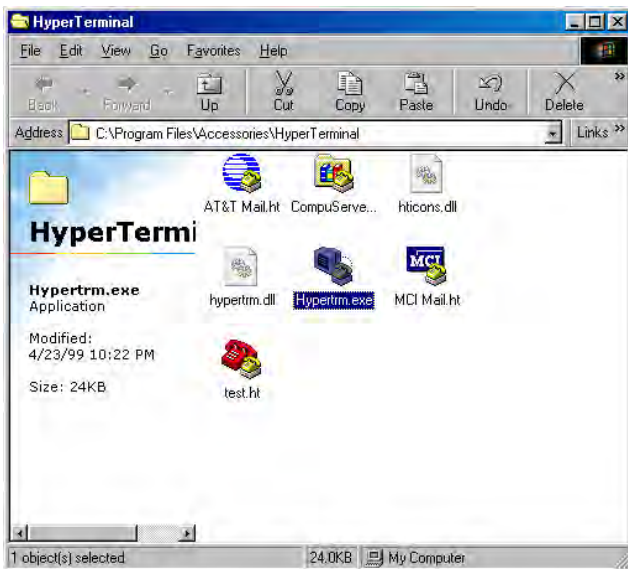 HyperTerminal
File Edit View Go Favorites Help
Back Forward Up Cut Copy Paste Undo Delete »
Address C:\Program Files\Accessories\HyperTerminal Links »
HyperTermi
Hypertrm.exe
Application
Modified:
4/23/99 10:22 PM
Size: 24KB
AT&T Mail.ht CompuServe... hticons.dll
hypertrm.dll Hypertrm.exe MCI Mail.ht
MCI
test.ht
1 object(s) selected 24.0KB My Computer